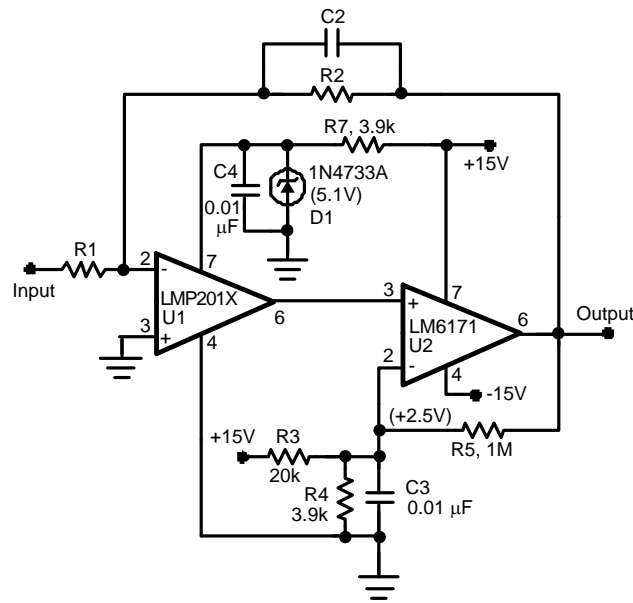 C2
R2
R7, 3.9k
+15V
C4
0.01
μF
1N4733A
(5.1V)
D1
R1
Input
2
-
7
LMP201X
U1
6
3
+
4
3
+
7
LM6171
U2
6
Output
2
-
4
-15V
(+2.5V)
R5, 1M
+15V
R3
20k
R4
3.9k
C3
0.01 μF